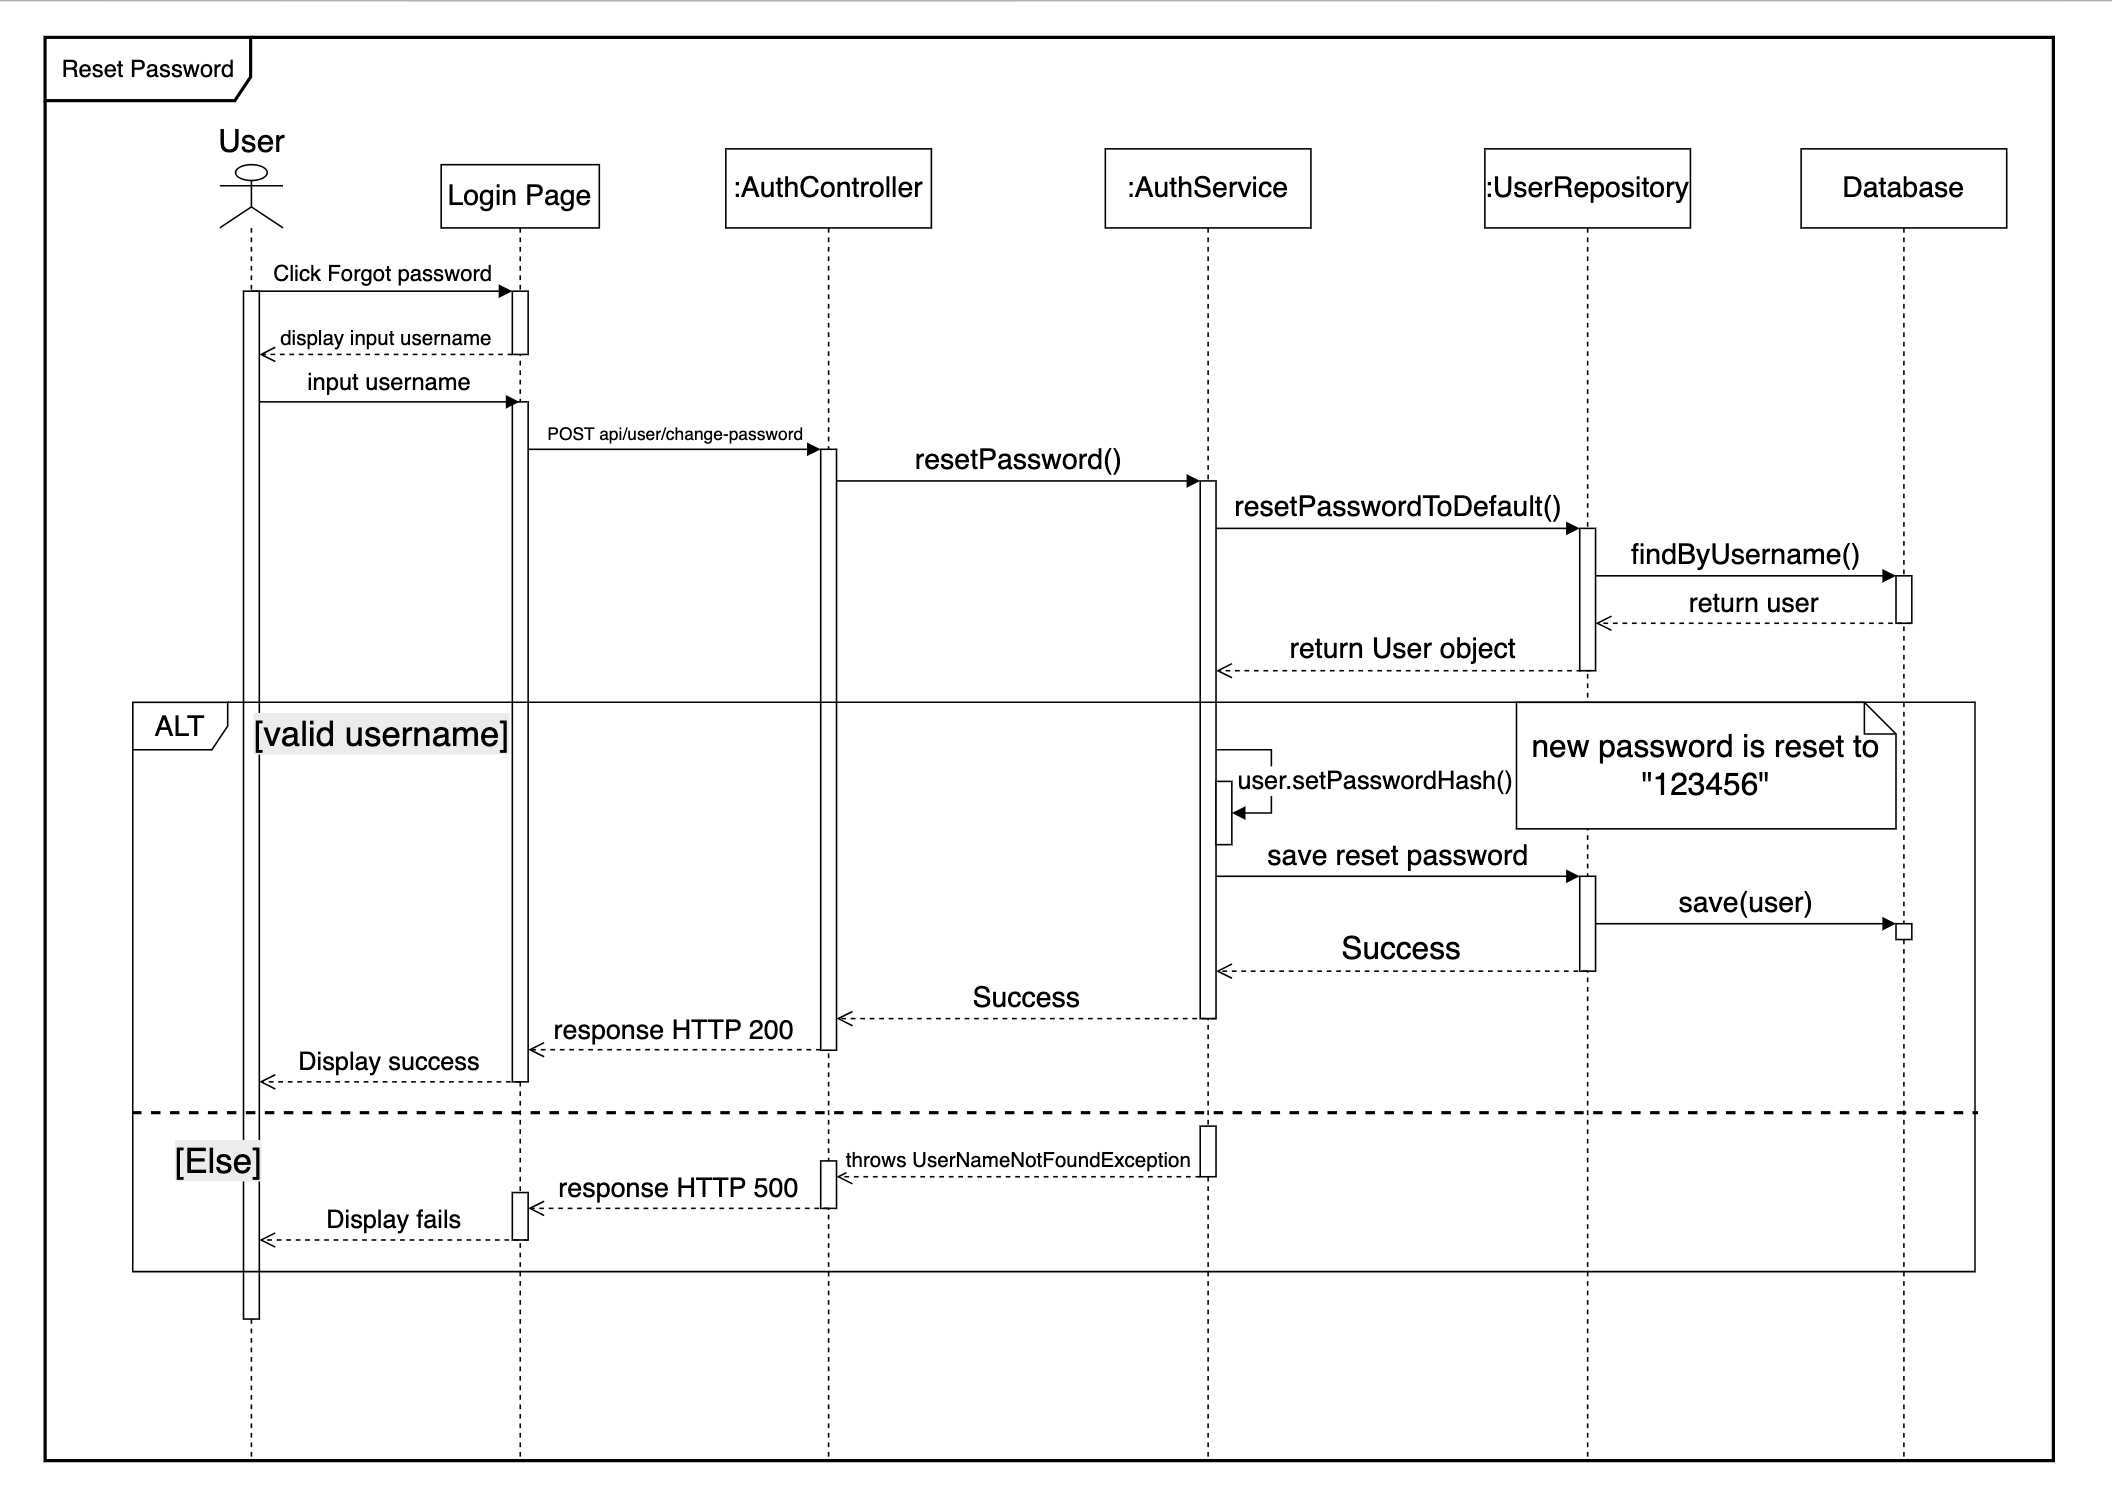 Reset Password
User
Login Page
:AuthController
:AuthService
:UserRepository
Database
Click Forgot password
display input username
input username
POST api/user/change-password
resetPassword()
resetPasswordToDefault()
findByUsername()
return user
return User object
ALT
[valid username]
new password is reset to
"123456"
user.setPasswordHash()
save reset password
save(user)
Success
Success
response HTTP 200
Display success
[Else]
throws UserNameNotFoundException
response HTTP 500
Display fails